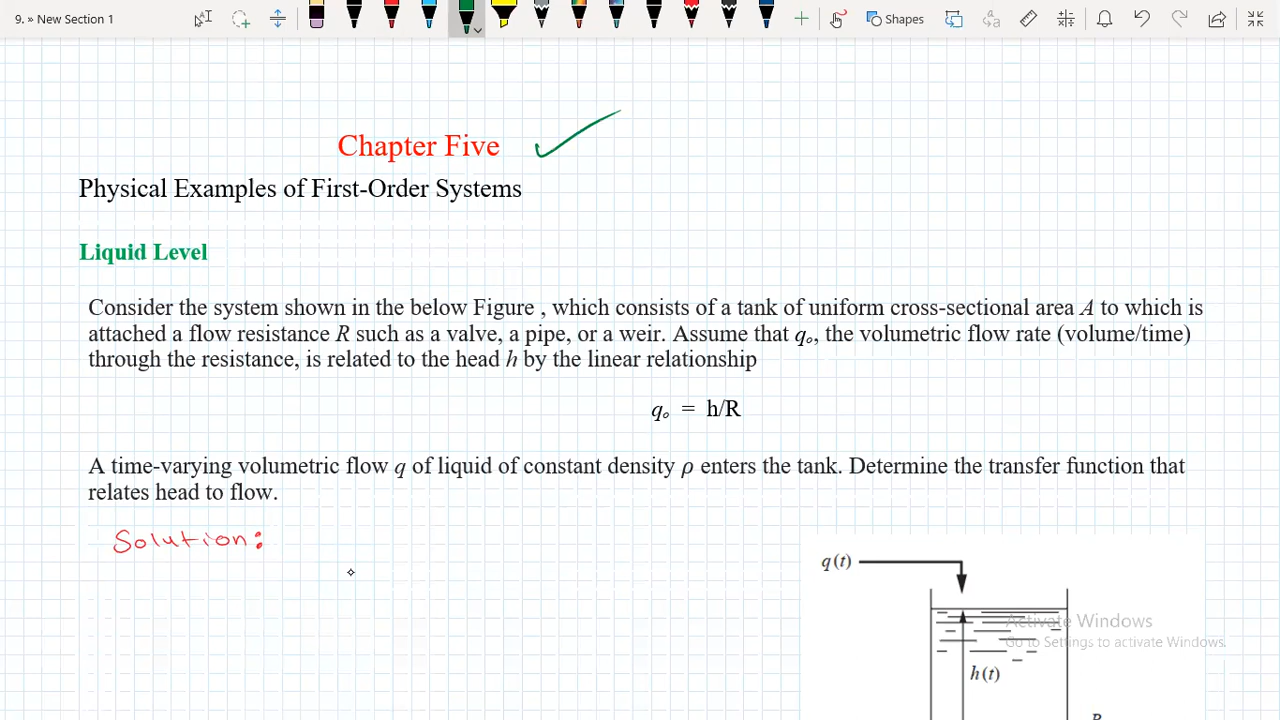 9. » New Section 1
Shapes
Chapter Five
Physical Examples of First-Order Systems
Liquid Level
Consider the system shown in the below Figure , which consists of a tank of uniform cross-sectional area A to which is
attached a flow resistance R such as a valve, a pipe, or a weir. Assume that qₒ, the volumetric flow rate (volume/time)
through the resistance, is related to the head h by the linear relationship
qₒ = h/R
A time-varying volumetric flow q of liquid of constant density ρ enters the tank. Determine the transfer function that
relates head to flow.
Solution:
q(t)
Activate Windows
Go to Settings to activate Windows.
h(t)
R